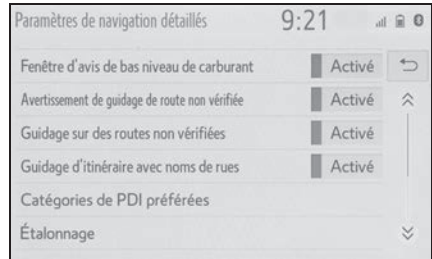 Paramètres de navigation détaillés 9:21
Fenêtre d'avis de bas niveau de carburant Activé
Avertissement de guidage de route non vérifiée Activé
Guidage sur des routes non vérifiées Activé
Guidage d'itinéraire avec noms de rues Activé
Catégories de PDI préférées
Étalonnage